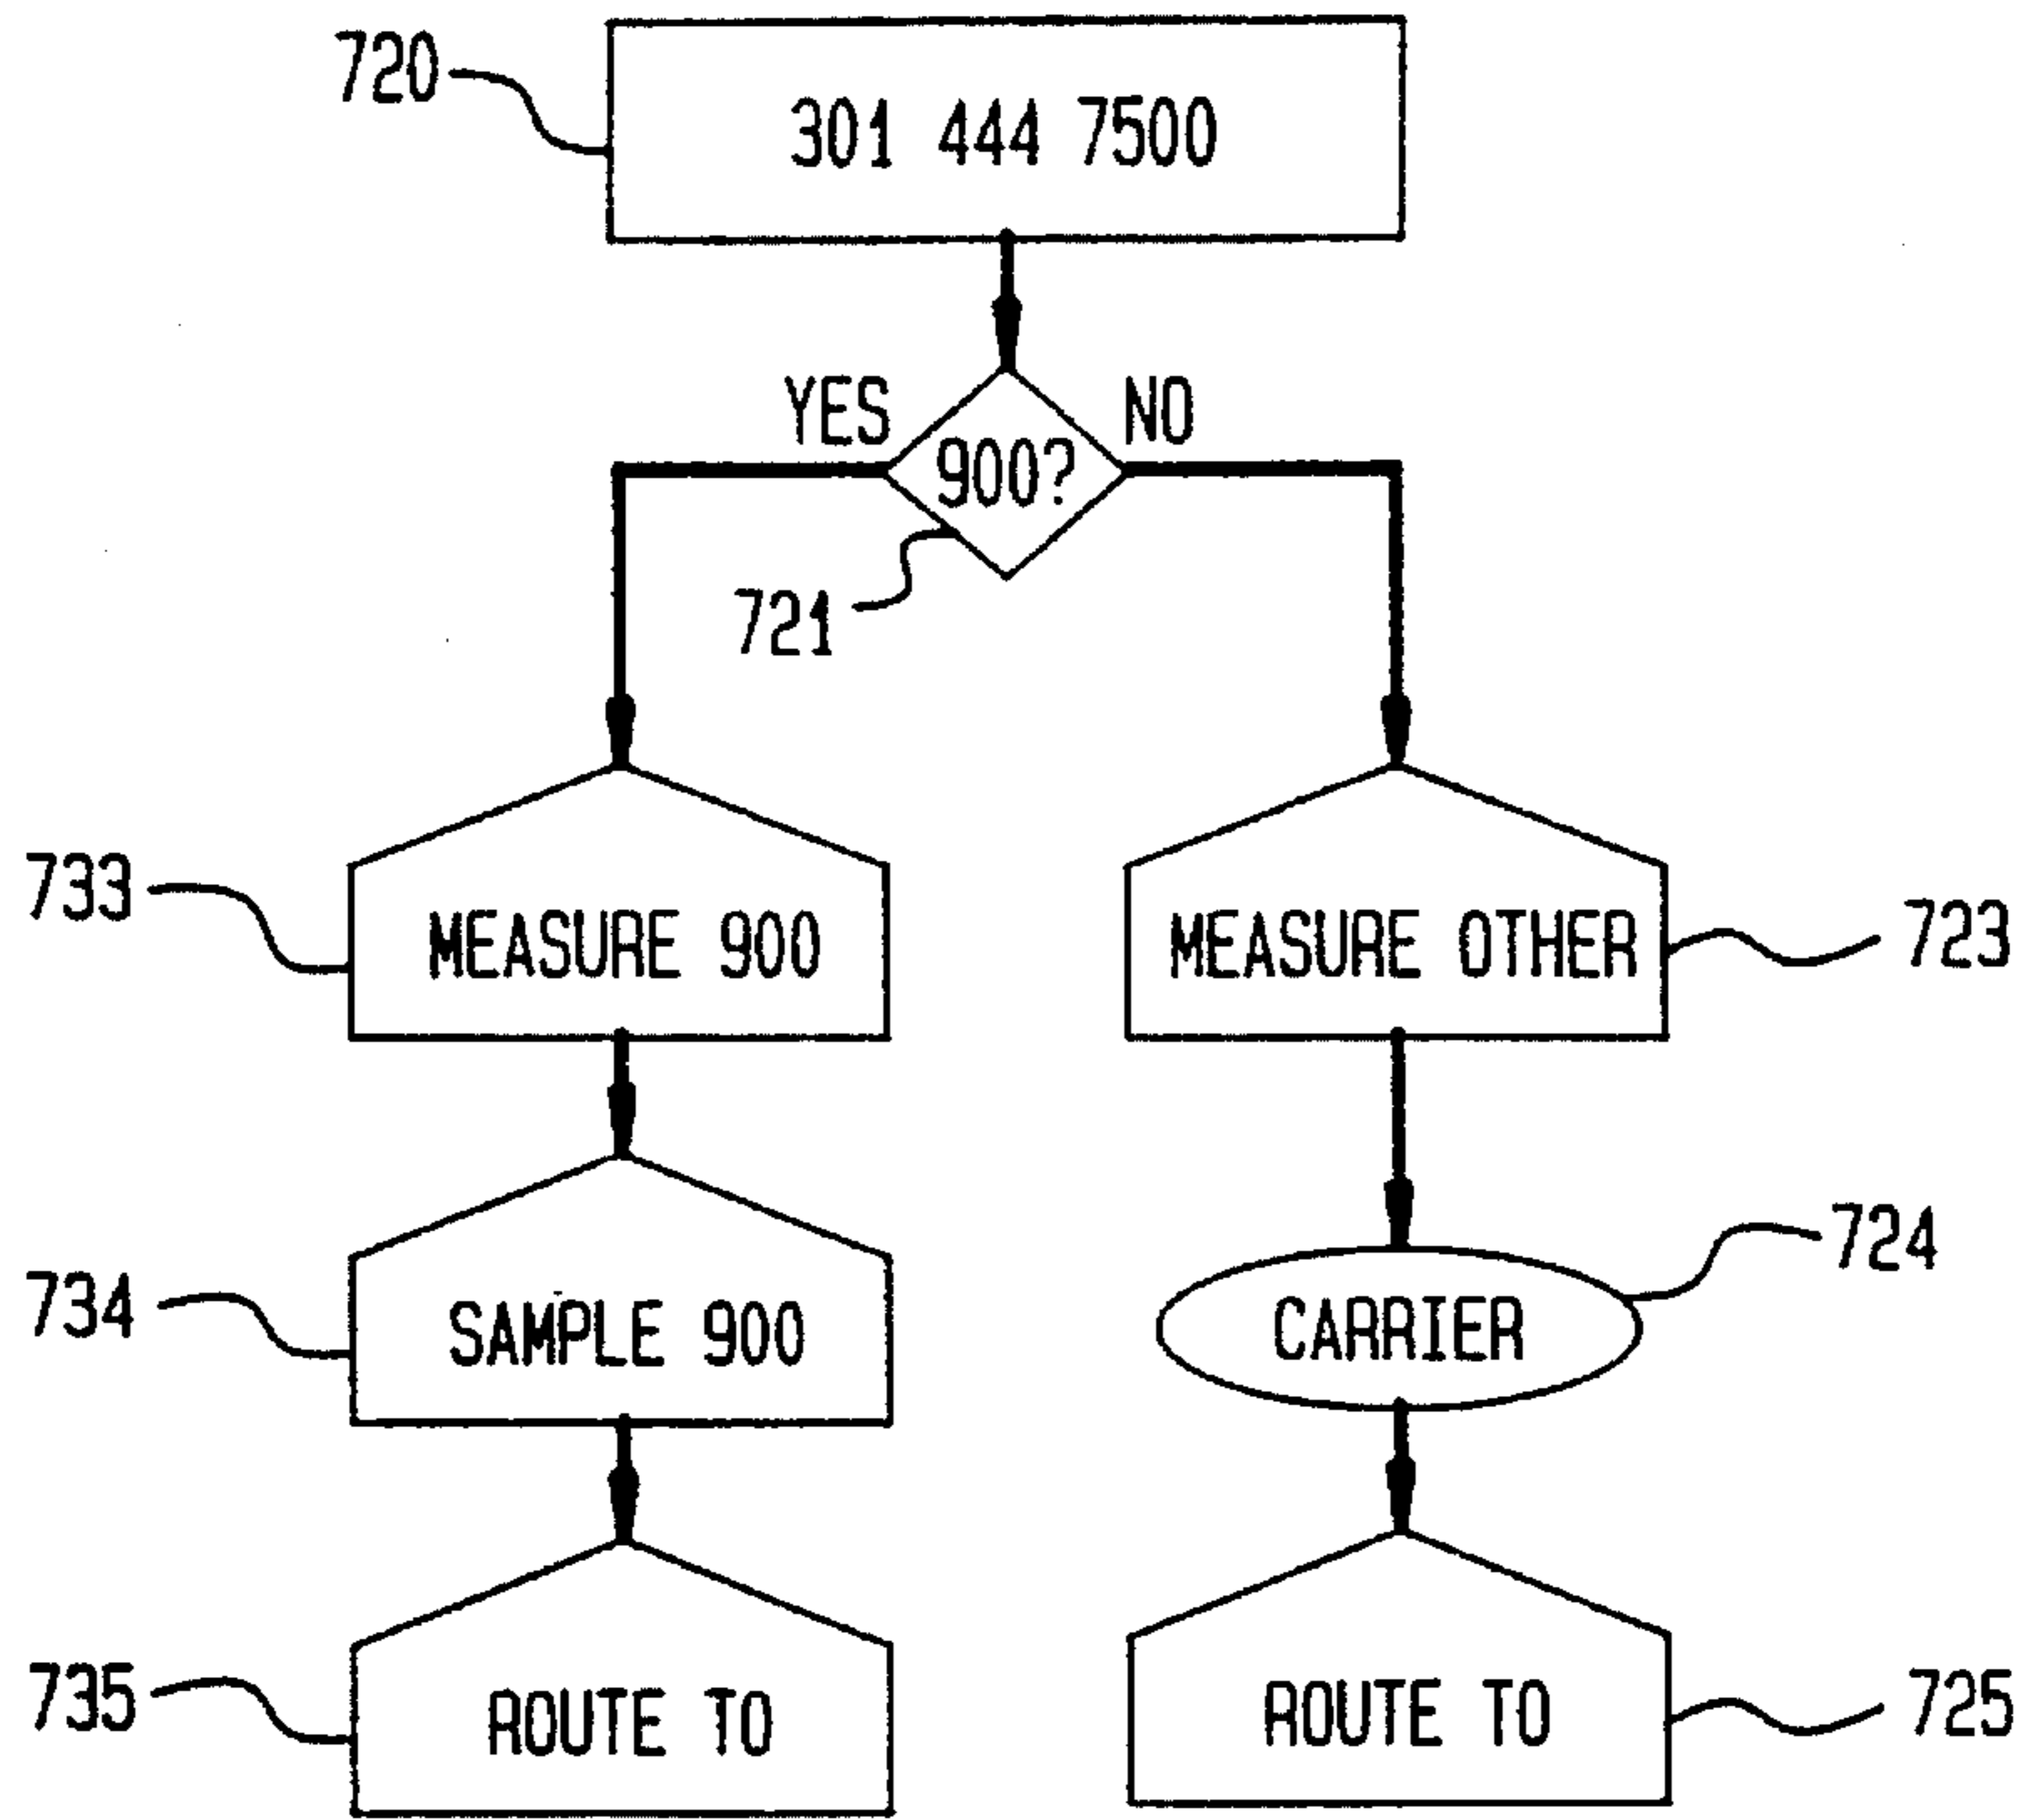 720
301 444 7500
YES
NO
900?
721
733
MEASURE 900
MEASURE OTHER
723
734
SAMPLE 900
CARRIER
724
735
ROUTE TO
ROUTE TO
725